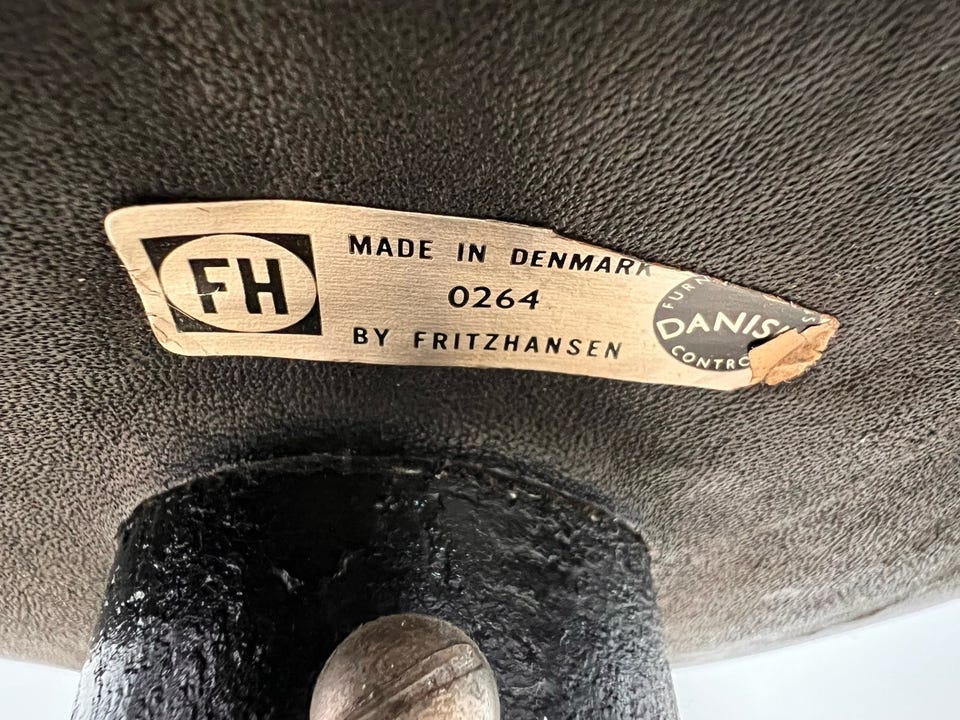 FH
MADE IN DENMARK
0264
BY FRITZHANSEN
DANIS
CONTRO